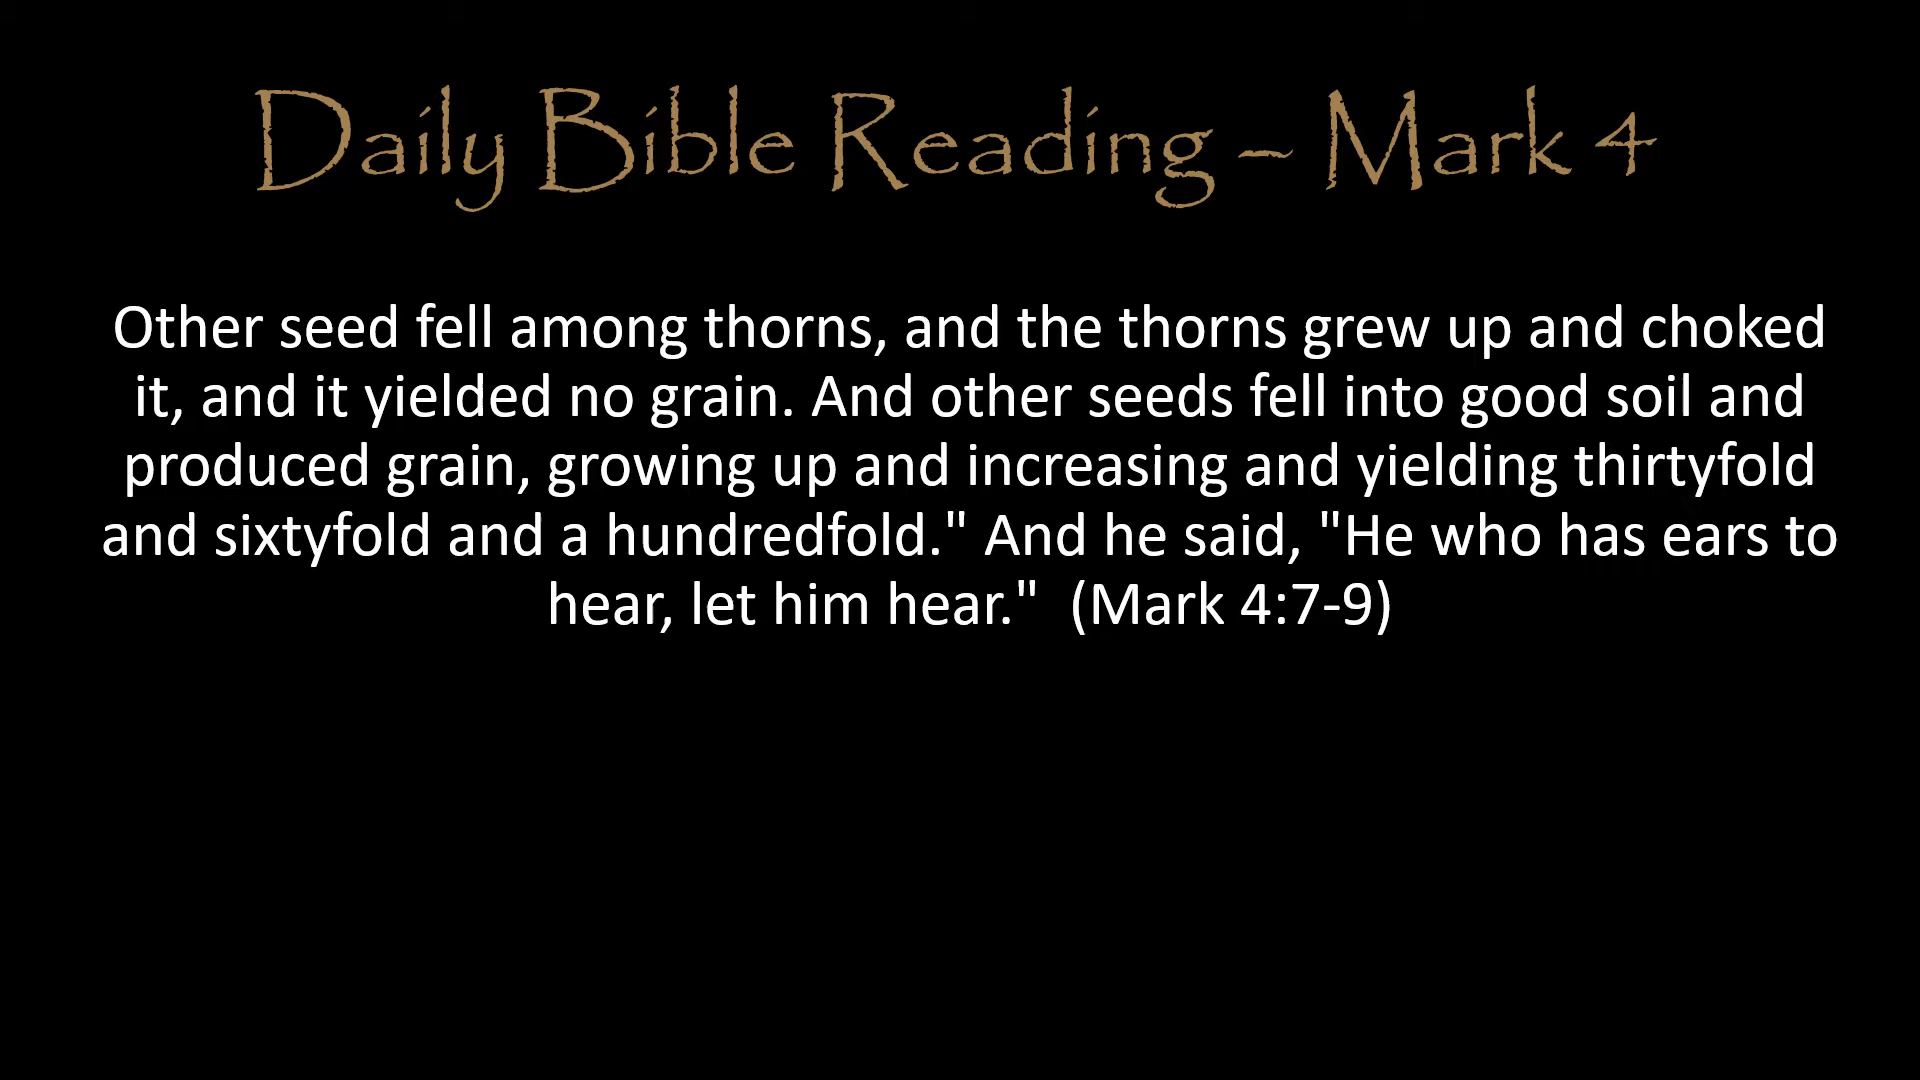 Daily Bible Reading – Mark 4
Other seed fell among thorns, and the thorns grew up and choked
it, and it yielded no grain. And other seeds fell into good soil and
produced grain, growing up and increasing and yielding thirtyfold
and sixtyfold and a hundredfold." And he said, "He who has ears to
hear, let him hear."  (Mark 4:7-9)